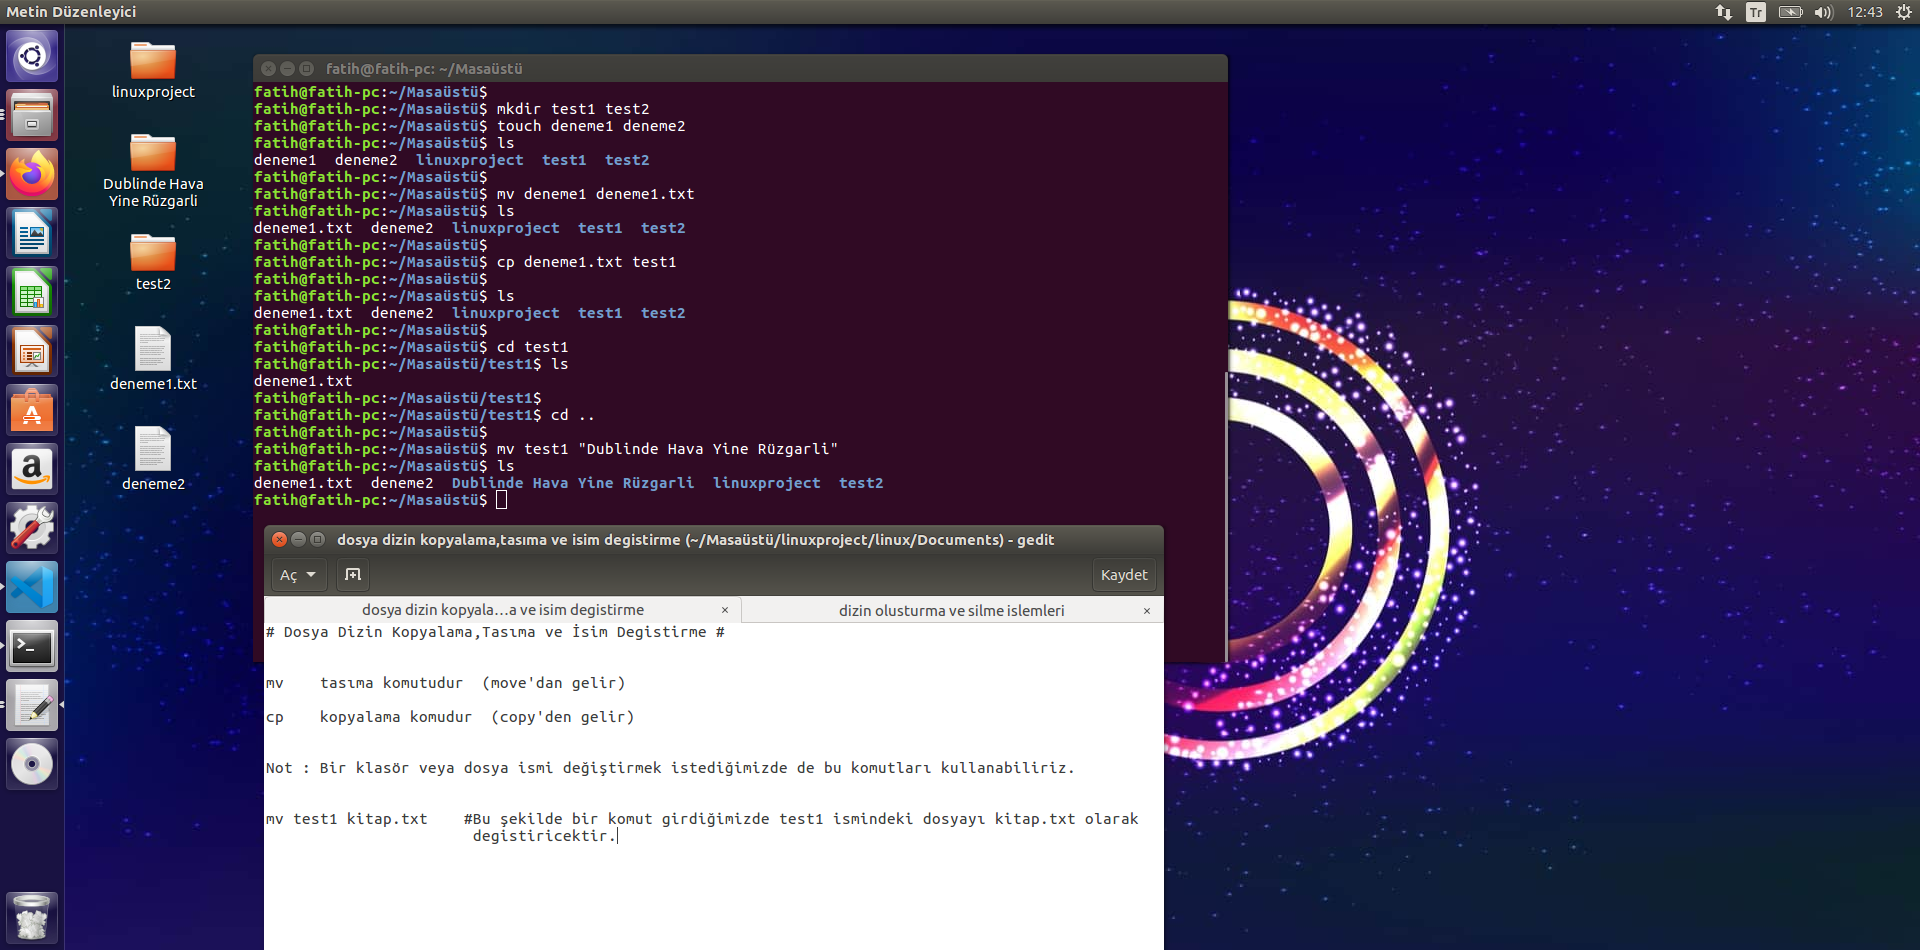 Metin Düzenleyici
Tr
12:43
linuxproject
Dublinde Hava
Yine Rüzgarli
test2
deneme1.txt
deneme2
fatih@fatih-pc: ~/Masaüstü
fatih@fatih-pc:~/Masaüstü$
fatih@fatih-pc:~/Masaüstü$ mkdir test1 test2
fatih@fatih-pc:~/Masaüstü$ touch deneme1 deneme2
fatih@fatih-pc:~/Masaüstü$ ls
deneme1  deneme2  linuxproject  test1  test2
fatih@fatih-pc:~/Masaüstü$
fatih@fatih-pc:~/Masaüstü$ mv deneme1 deneme1.txt
fatih@fatih-pc:~/Masaüstü$ ls
deneme1.txt  deneme2  linuxproject  test1  test2
fatih@fatih-pc:~/Masaüstü$
fatih@fatih-pc:~/Masaüstü$ cp deneme1.txt test1
fatih@fatih-pc:~/Masaüstü$
fatih@fatih-pc:~/Masaüstü$ ls
deneme1.txt  deneme2  linuxproject  test1  test2
fatih@fatih-pc:~/Masaüstü$
fatih@fatih-pc:~/Masaüstü$ cd test1
fatih@fatih-pc:~/Masaüstü/test1$ ls
deneme1.txt
fatih@fatih-pc:~/Masaüstü/test1$
fatih@fatih-pc:~/Masaüstü/test1$ cd ..
fatih@fatih-pc:~/Masaüstü$
fatih@fatih-pc:~/Masaüstü$ mv test1 "Dublinde Hava Yine Rüzgarli"
fatih@fatih-pc:~/Masaüstü$ ls
deneme1.txt  deneme2  Dublinde Hava Yine Rüzgarli  linuxproject  test2
fatih@fatih-pc:~/Masaüstü$
dosya dizin kopyalama,tasıma ve isim degistirme (~/Masaüstü/linuxproject/linux/Documents) - gedit
Aç
Kaydet
dosya dizin kopyala...a ve isim degistirme
dizin olusturma ve silme islemleri
# Dosya Dizin Kopyalama,Tasıma ve İsim Degistirme #
mv    tasıma komutudur  (move'dan gelir)
cp    kopyalama komudur  (copy'den gelir)
Not : Bir klasör veya dosya ismi değiştirmek istediğimizde de bu komutları kullanabiliriz.
mv test1 kitap.txt    #Bu şekilde bir komut girdiğimizde test1 ismindeki dosyayı kitap.txt olarak
degistiricektir.